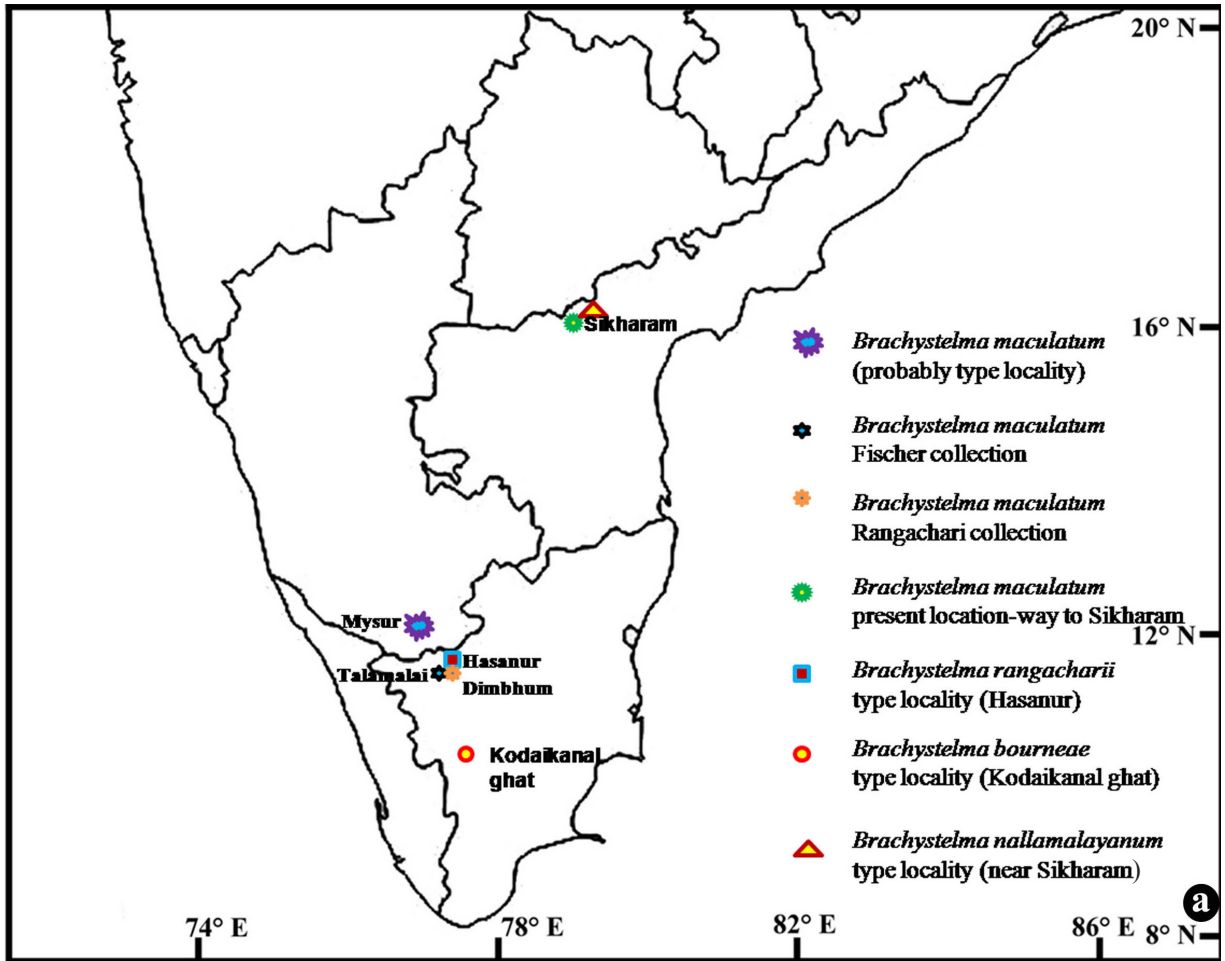 20° N
Sikharam
16° N
Brachystelma maculatum
(probably type locality)
Brachystelma maculatum
Fischer collection
Brachystelma maculatum
Rangachari collection
Brachystelma maculatum
present location-way to Sikharam
Mysur
12° N
Hasanur
Talamalai
Dimbhum
Brachystelma rangacharii
type locality (Hasanur)
Kodaikanal
ghat
Brachystelma bourneae
type locality (Kodaikanal ghat)
Brachystelma nallamalayanum
type locality (near Sikharam)
a
74° E
78° E
82° E
86° E
8° N